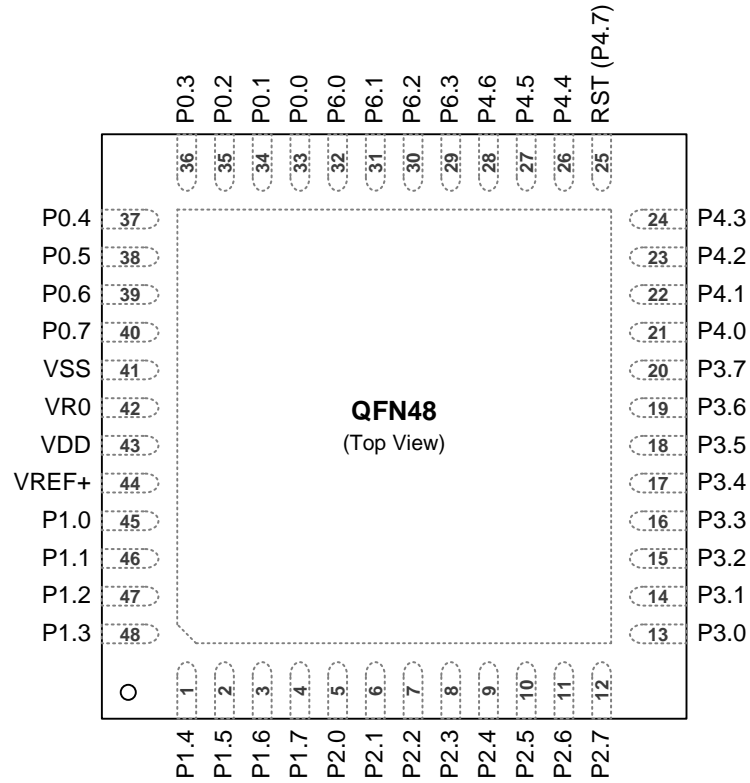 P0.3
P0.2
P0.1
P0.0
P6.0
P6.1
P6.2
P6.3
P4.6
P4.5
P4.4
RST (P4.7)
36
35
34
33
32
31
30
29
28
27
26
25
P0.4 37
P0.5 38
P0.6 39
P0.7 40
VSS 41
VR0 42
VDD 43
VREF+ 44
P1.0 45
P1.1 46
P1.2 47
P1.3 48
QFN48
(Top View)
24 P4.3
23 P4.2
22 P4.1
21 P4.0
20 P3.7
19 P3.6
18 P3.5
17 P3.4
16 P3.3
15 P3.2
14 P3.1
13 P3.0
1
2
3
4
5
6
7
8
9
10
11
12
P1.4
P1.5
P1.6
P1.7
P2.0
P2.1
P2.2
P2.3
P2.4
P2.5
P2.6
P2.7